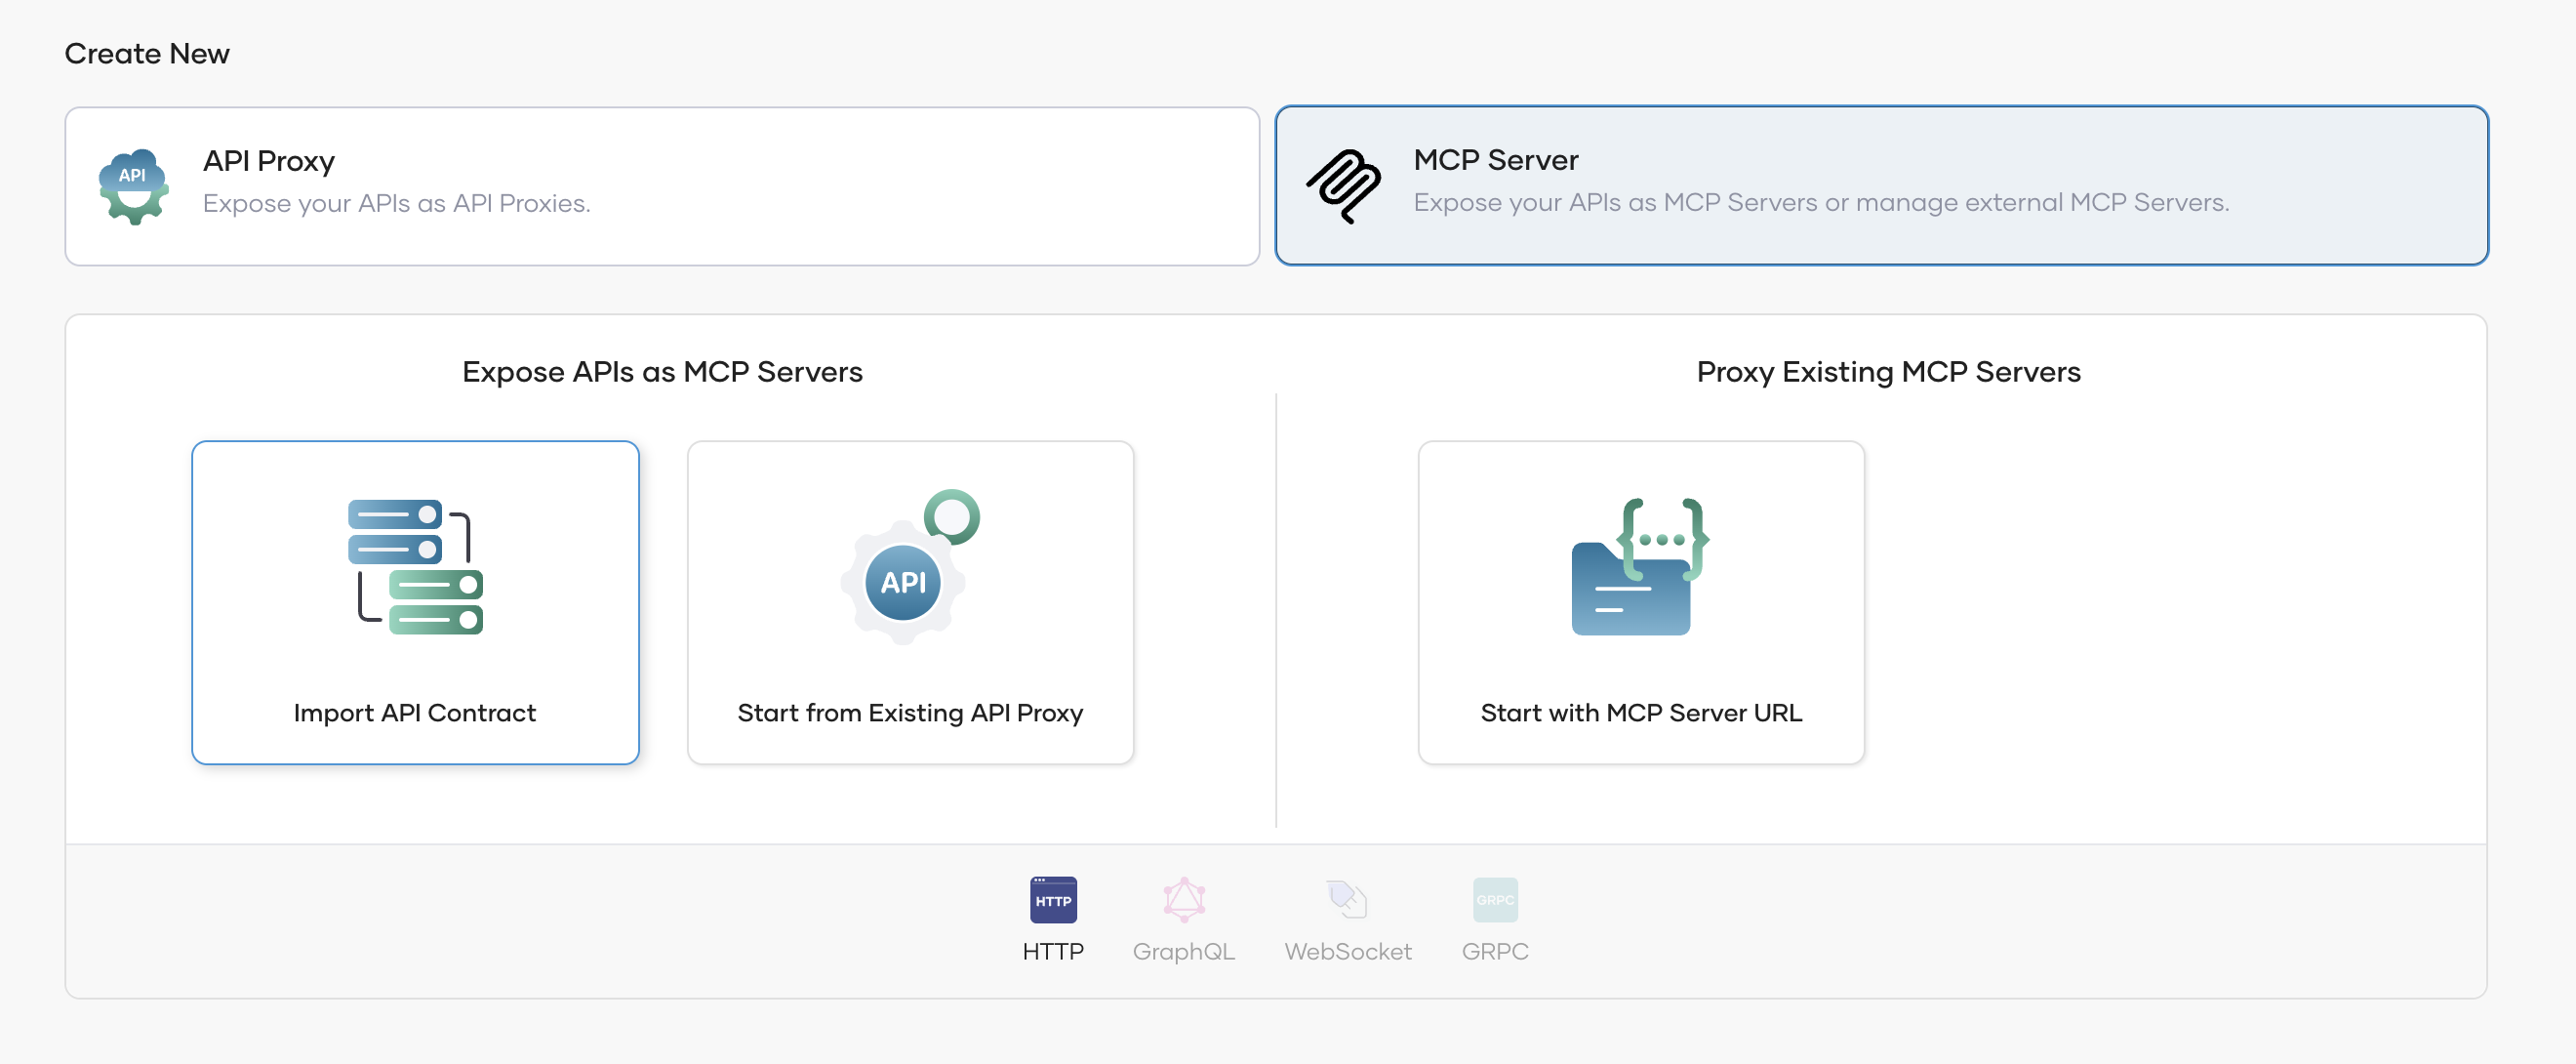 Create New
API
API Proxy
Expose your APIs as API Proxies.
MCP Server
Expose your APIs as MCP Servers or manage external MCP Servers.
Expose APIs as MCP Servers
Proxy Existing MCP Servers
API
Import API Contract
Start from Existing API Proxy
Start with MCP Server URL
HTTP
GRPC
HTTP
GraphQL
WebSocket
GRPC